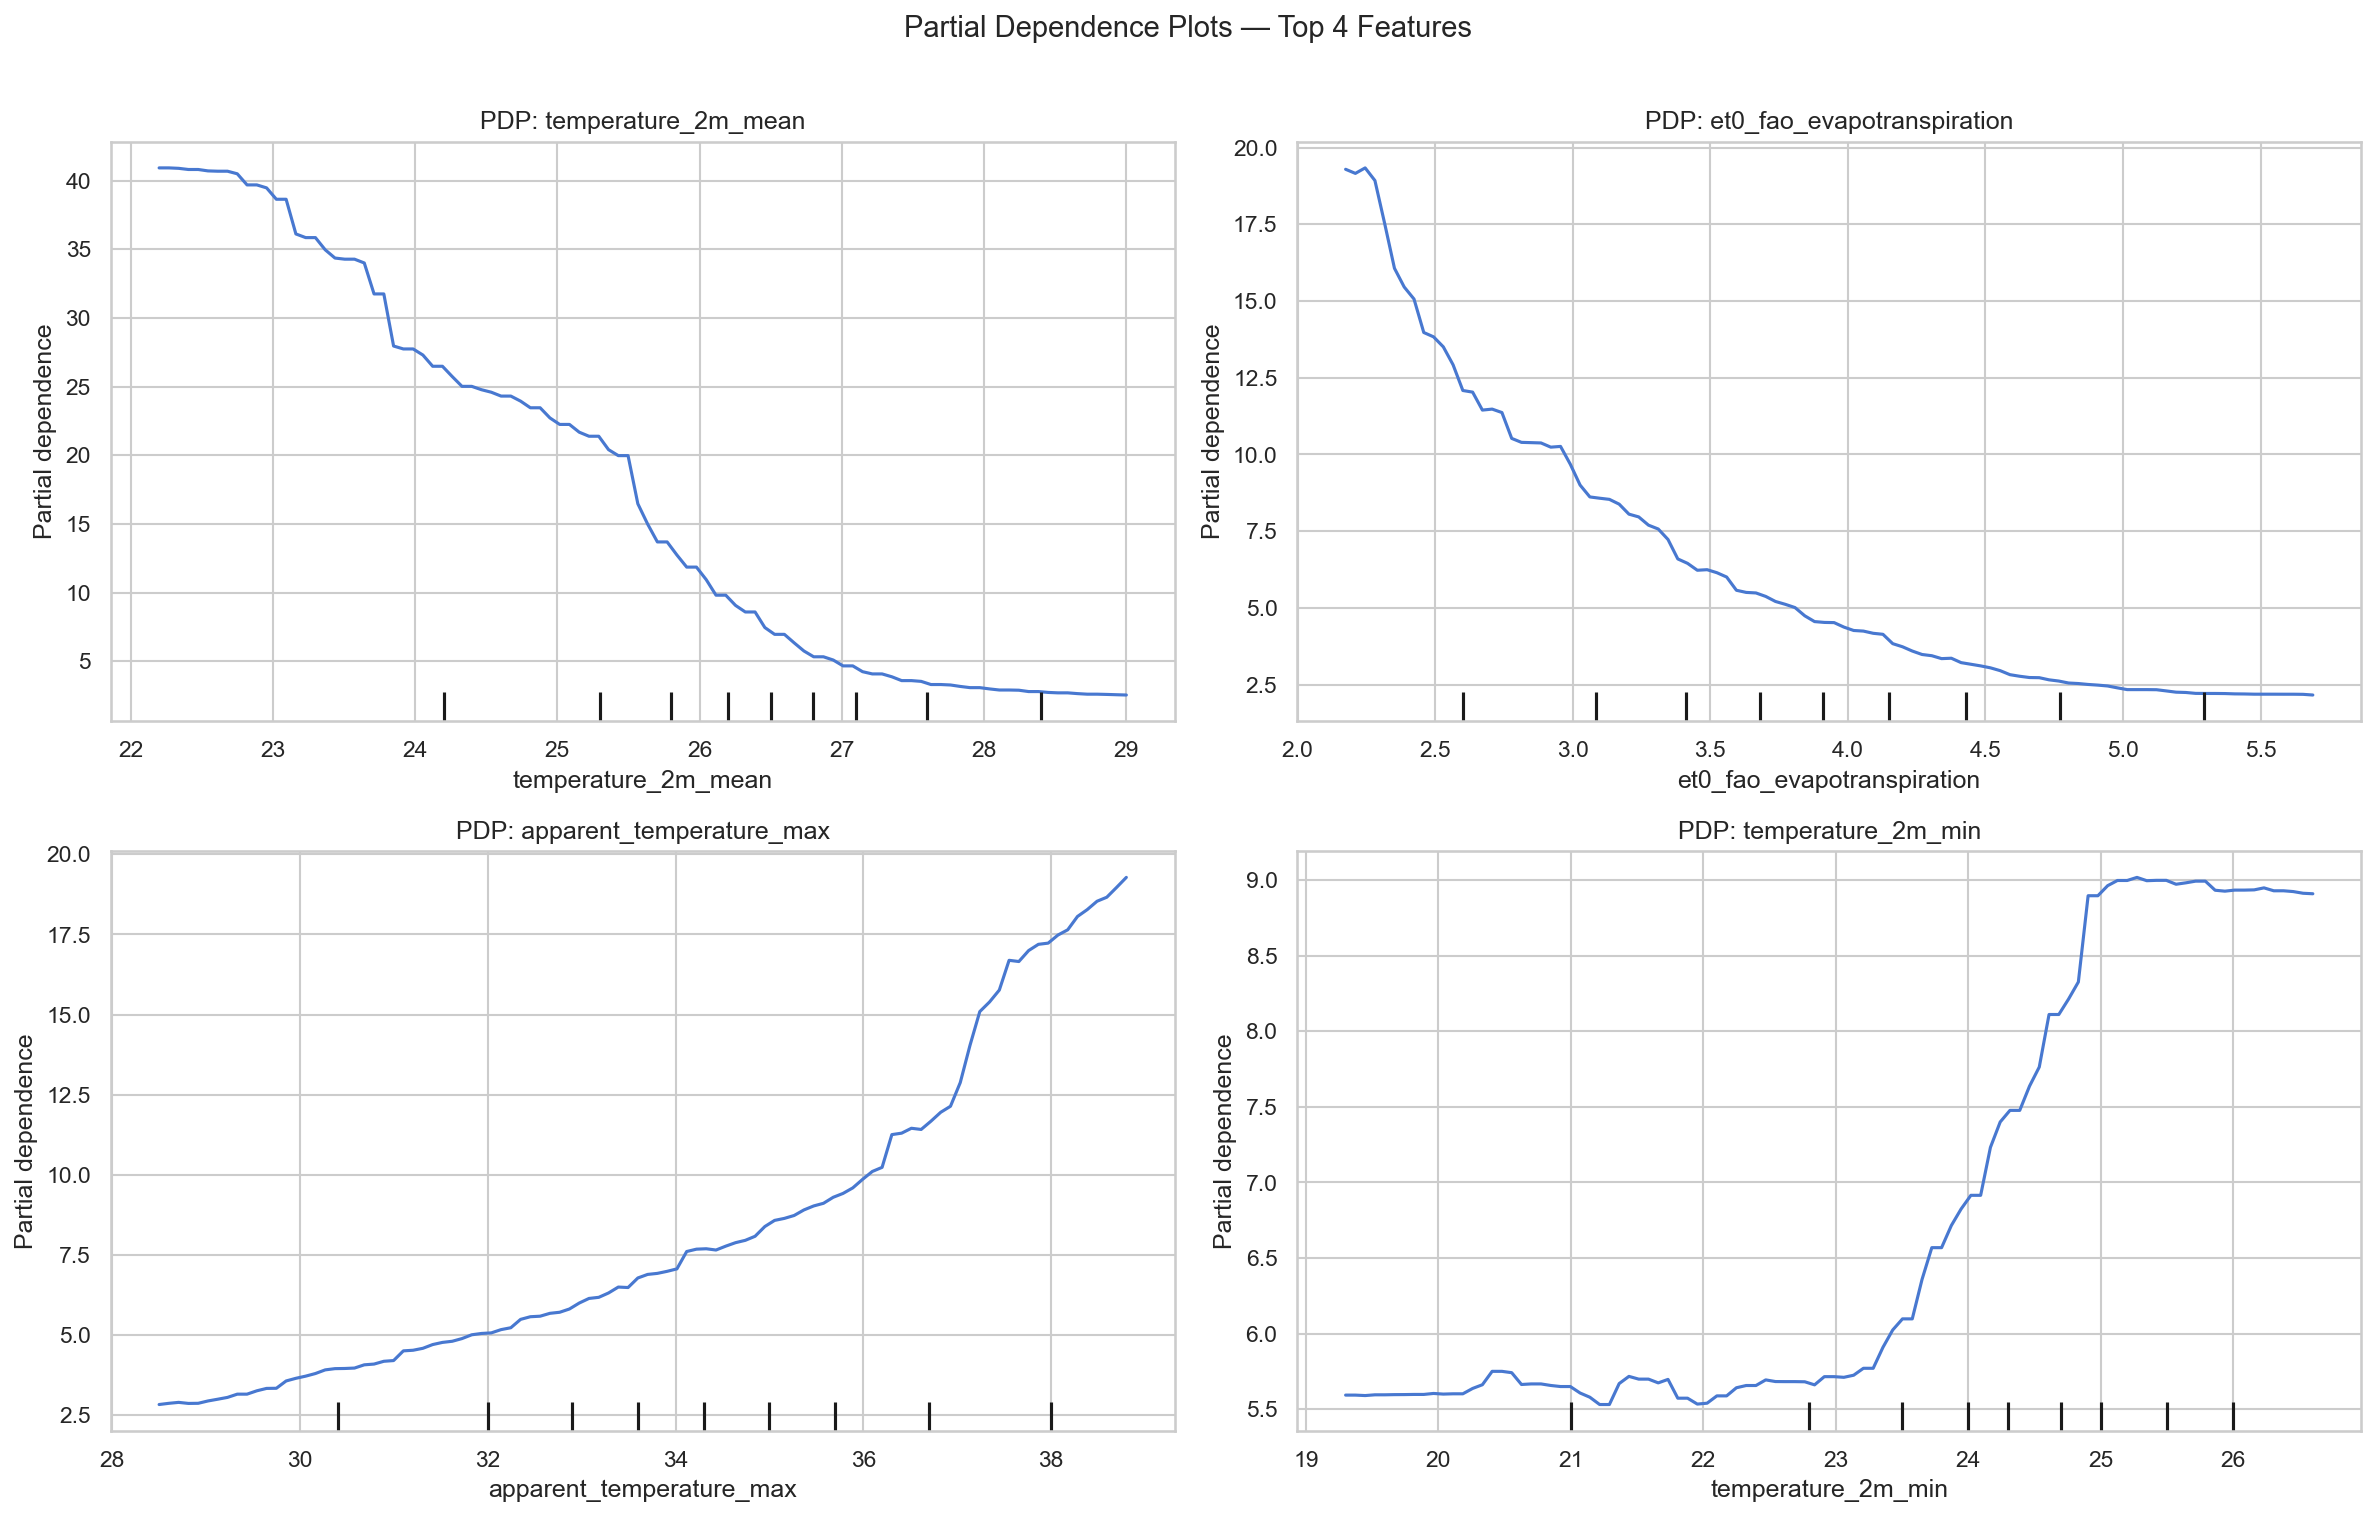 Partial Dependence Plots — Top 4 Features
PDP: temperature_2m_mean
Partial dependence
40
35
30
25
20
15
10
5
22 23 24 25 26 27 28 29
temperature_2m_mean
PDP: et0_fao_evapotranspiration
Partial dependence
20.0
17.5
15.0
12.5
10.0
7.5
5.0
2.5
2.0 2.5 3.0 3.5 4.0 4.5 5.0 5.5
et0_fao_evapotranspiration
PDP: apparent_temperature_max
Partial dependence
20.0
17.5
15.0
12.5
10.0
7.5
5.0
2.5
28 30 32 34 36 38
apparent_temperature_max
PDP: temperature_2m_min
Partial dependence
9.0
8.5
8.0
7.5
7.0
6.5
6.0
5.5
19 20 21 22 23 24 25 26
temperature_2m_min